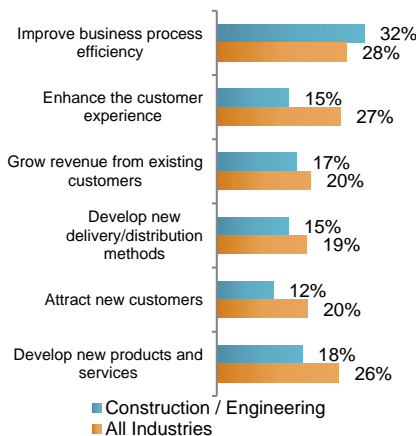 Improve business process
efficiency
32%
28%
Enhance the customer
experience
15%
27%
Grow revenue from existing
customers
17%
20%
Develop new
delivery/distribution
methods
15%
19%
Attract new customers
12%
20%
Develop new products and
services
18%
26%
Construction / Engineering
All Industries